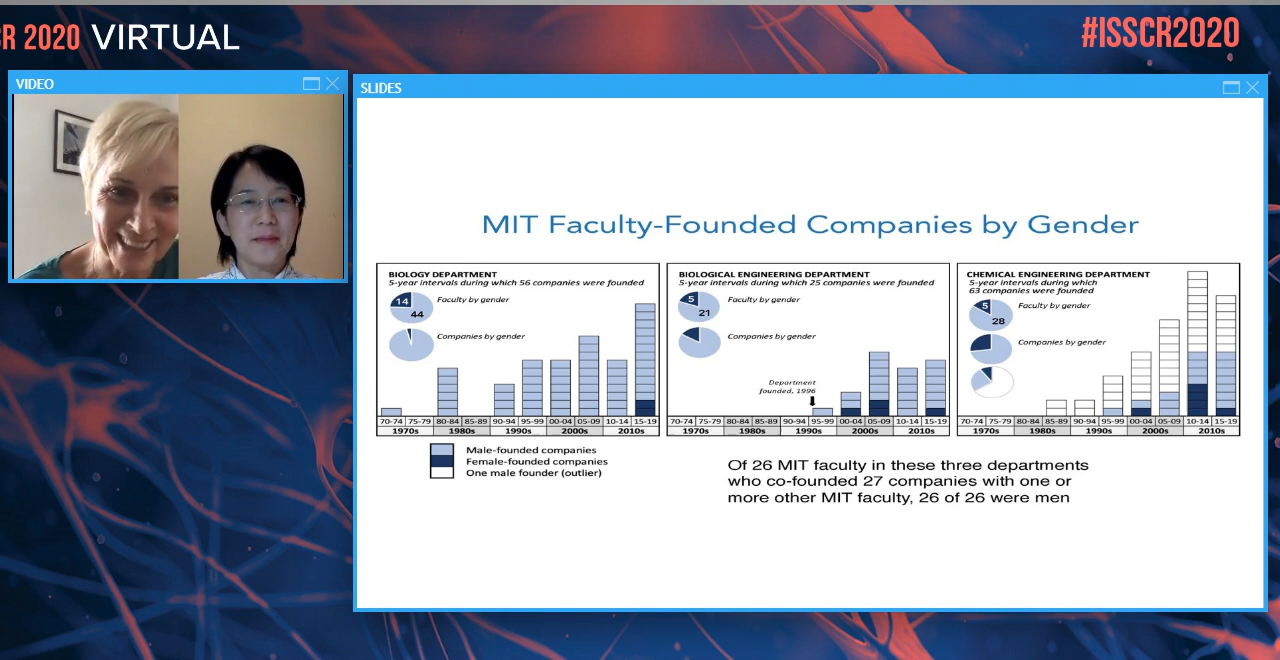 CR 2020 VIRTUAL
#ISSCR2020
VIDEO
SLIDES
MIT Faculty-Founded Companies by Gender
BIOLOGY DEPARTMENT
5-year intervals during which 56 companies were founded
14
44
Faculty by gender
Companies by gender
70-74 75-79 80-84 85-89 90-94 95-99 00-04 05-09 10-14 15-19
1970s 1980s 1990s 2000s 2010s
BIOLOGICAL ENGINEERING DEPARTMENT
5-year intervals during which 25 companies were founded
5
21
Faculty by gender
Companies by gender
Department
founded, 1996
70-74 75-79 80-84 85-89 90-94 95-99 00-04 05-09 10-14 15-19
1970s 1980s 1990s 2000s 2010s
CHEMICAL ENGINEERING DEPARTMENT
5-year intervals during which
63 companies were founded
5
28
Faculty by gender
Companies by gender
70-74 75-79 80-84 85-89 90-94 95-99 00-04 05-09 10-14 15-19
1970s 1980s 1990s 2000s 2010s
Male-founded companies
Female-founded companies
One male founder (outlier)
Of 26 MIT faculty in these three departments
who co-founded 27 companies with one or
more other MIT faculty, 26 of 26 were men